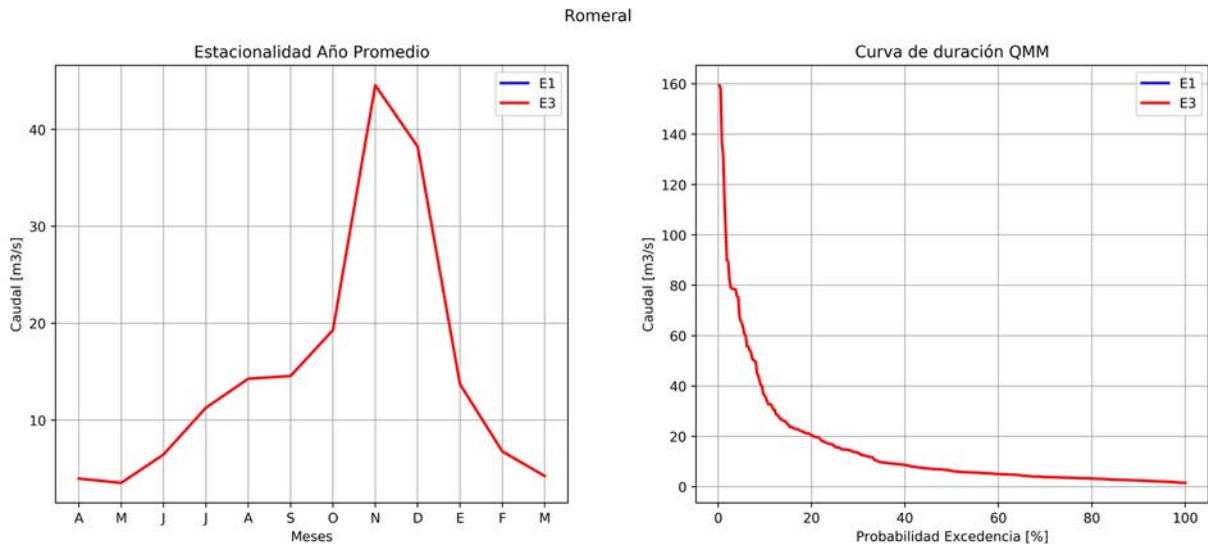 Romeral
Estacionalidad Año Promedio
E1
E3
Caudal [m3/s]
40
30
20
10
A M J J A S O N D E F M
Meses
Curva de duración QMM
E1
E3
Caudal [m3/s]
160
140
120
100
80
60
40
20
0
0 20 40 60 80 100
Probabilidad Excedencia [%]